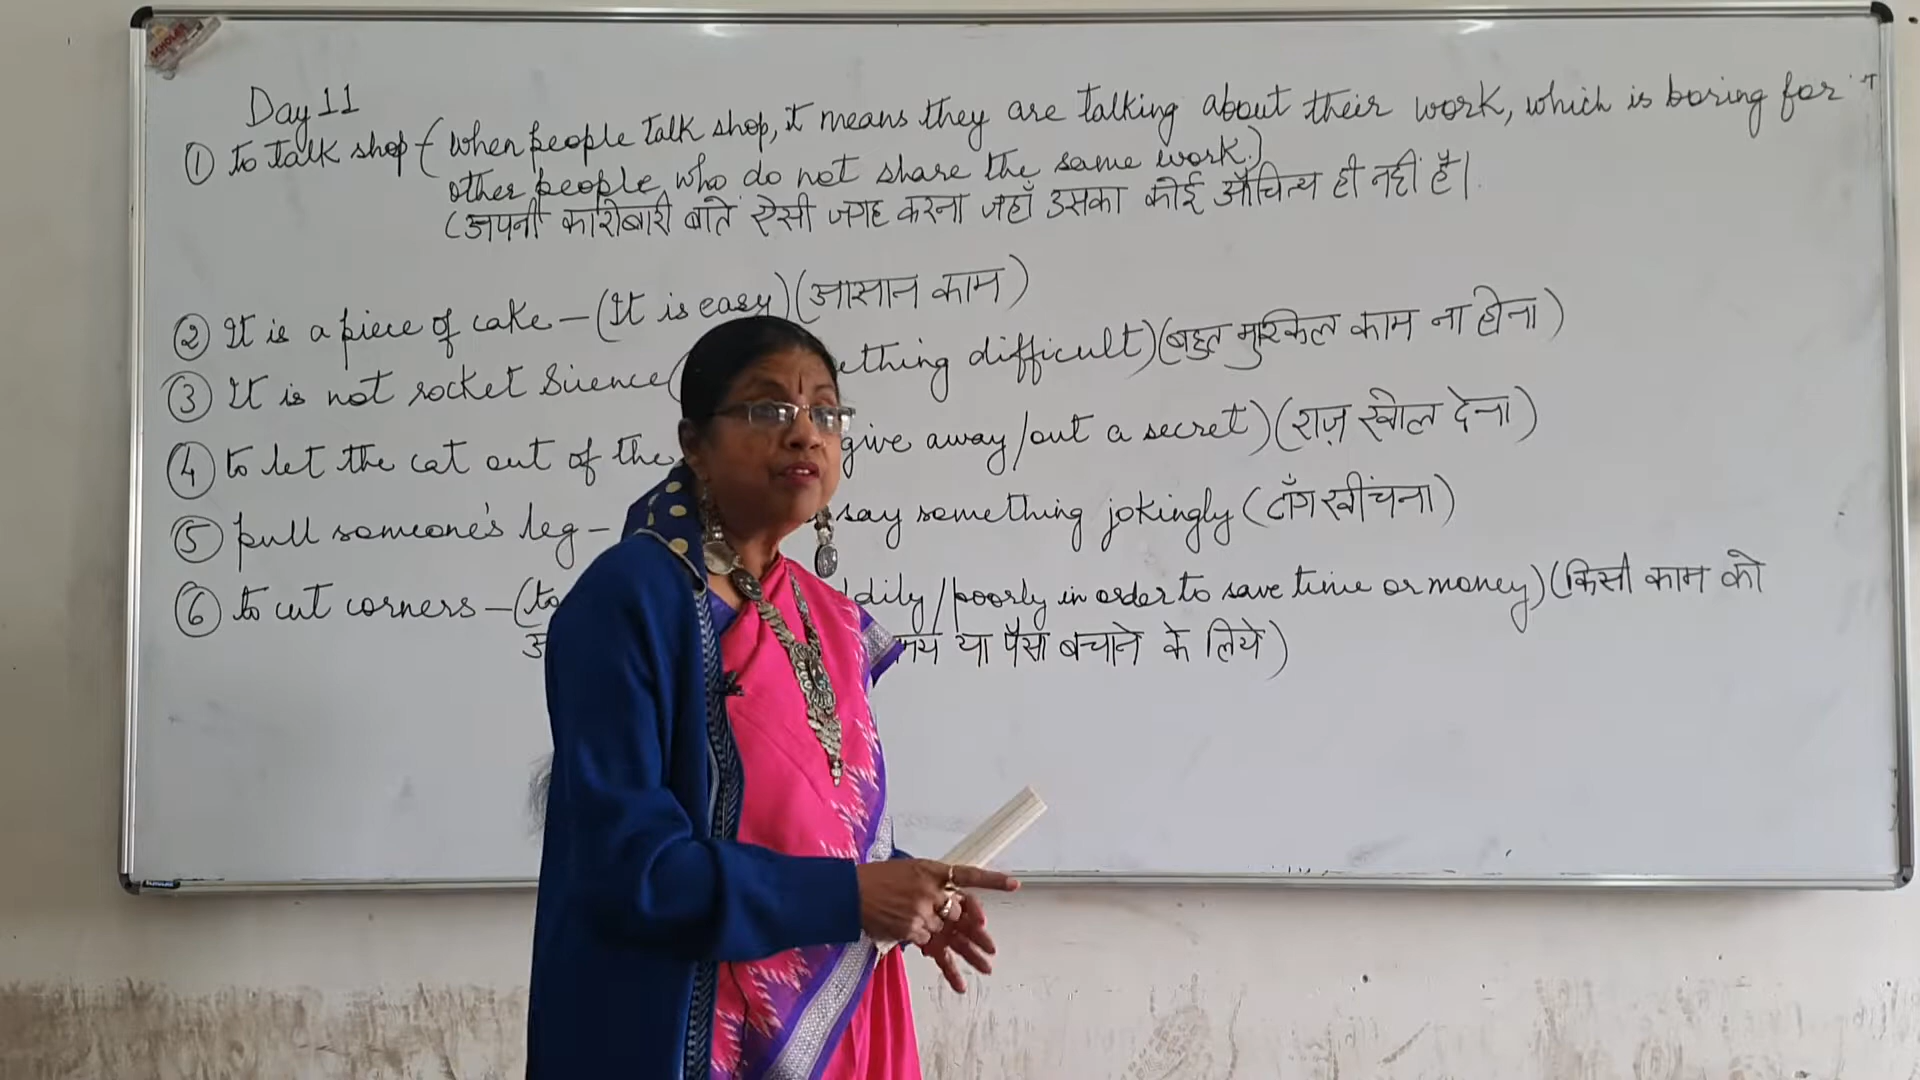 SCHOLAR
Day 11
① to talk shop - (when people talk shop, it means they are talking about their work, which is boring for
other people, who do not share the same work.)
(अपनी कारोबारी बातें ऐसी जगह करना जहाँ उसका कोई औचित्य ही नहीं है।
② It is a piece of cake - (It is easy) (आसान काम)
③ It is not rocket Sience ( ething difficult) (बहुत मुश्किल काम ना होना)
④ to let the cat out of the give away/out a secret) (राज़ खोल देना)
⑤ pull someone's leg - say something jokingly (टाँग खींचना)
⑥ to cut corners - (to dily/poorly in order to save time or money) (किसी काम को
या पैसा बचाने के लिये)